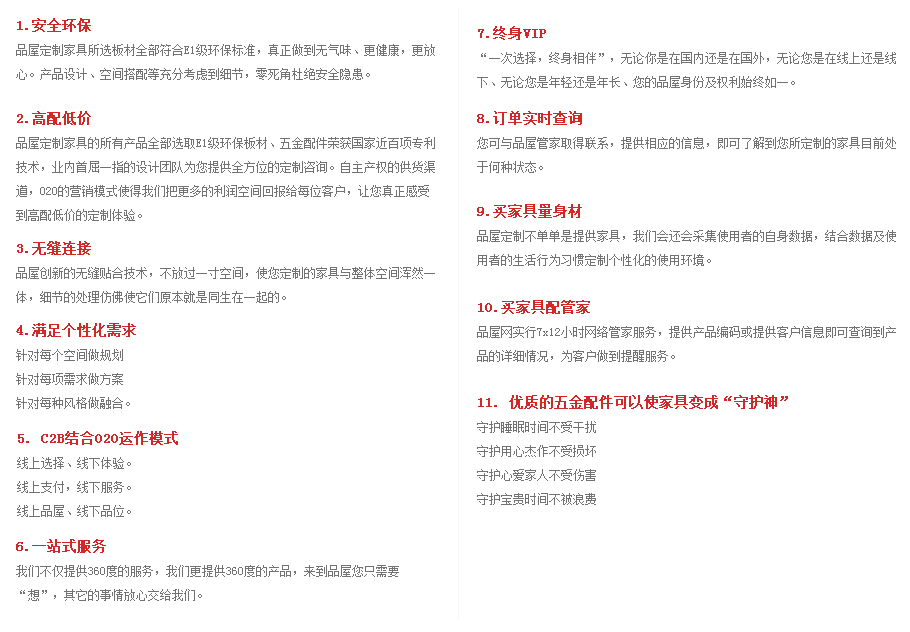 1.安全环保
品屋定制家具所选板材全部符合E1级环保标准，真正做到无气味、更健康，更放
心。产品设计、空间搭配等充分考虑到细节，零死角杜绝安全隐患。
2.高配低价
品屋定制家具的所有产品全部选取E1级环保板材、五金配件荣获国家近百项专利
技术，业内首屈一指的设计团队为您提供全方位的定制咨询。自主产权的供货渠
道，O2O的营销模式使得我们把更多的利润空间回报给每位客户，让您真正感受
到高配低价的定制体验。
3.无缝连接
品屋创新的无缝贴合技术，不放过一寸空间，使您定制的家具与整体空间浑然一
体，细节的处理仿佛使它们原本就是同生在一起的。
4.满足个性化需求
针对每个空间做规划
针对每项需求做方案
针对每种风格做融合。
5. C2B结合O2O运作模式
线上选择、线下体验。
线上支付，线下服务。
线上品屋、线下品位。
6.一站式服务
我们不仅提供360度的服务，我们更提供360度的产品，来到品屋您只需要
“想”，其它的事情放心交给我们。
7.终身VIP
“一次选择，终身相伴”，无论你是在国内还是在国外，无论您是在线上还是线
下、无论您是年轻还是年长、您的品屋身份及权利始终如一。
8.订单实时查询
您可与品屋管家取得联系，提供相应的信息，即可了解到您所定制的家具目前处
于何种状态。
9.买家具量身材
品屋定制不单单是提供家具，我们会还会采集使用者的自身数据，结合数据及使
用者的生活行为习惯定制个性化的使用环境。
10.买家具配管家
品屋网实行7x12小时网络管家服务，提供产品编码或提供客户信息即可查询到产
品的详细情况，为客户做到提醒服务。
11. 优质的五金配件可以使家具变成“守护神”
守护睡眠时间不受干扰
守护用心杰作不受损坏
守护心爱家人不受伤害
守护宝贵时间不被浪费